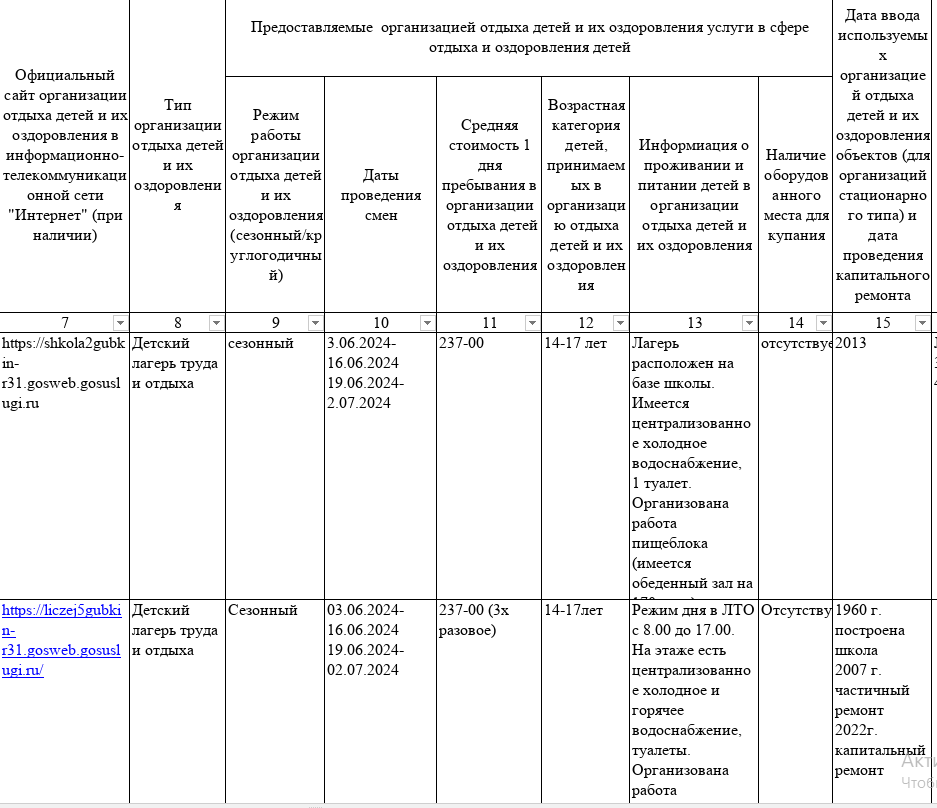 Официальный
сайт организации
отдыха детей и их
оздоровления в
информационно-
телекоммуникаци
онной сети
"Интернет" (при
наличии)
Тип
организации
отдыха детей
и их
оздоровлени
я
Предоставляемые организацией отдыха детей и их оздоровления услуги в сфере
отдыха и оздоровления детей
Режим
работы
организации
отдыха детей
и их
оздоровления
(сезонный/кр
углогодичны
й)
Даты
проведения
смен
Средняя
стоимость 1
дня
пребывания в
организации
отдыха детей
и их
оздоровления
Возрастная
категория
детей,
принимаем
ых в
организаци
ю отдыха
детей и их
оздоровлен
ия
Информиация о
проживании и
питании детей в
организации
отдыха детей и
их оздоровления
Наличие
оборудов
анного
места для
купания
Дата ввода
используемы
х
организацие
й отдыха
детей и их
оздоровления
объектов (для
организаций
стационарно
го типа) и
дата
проведения
капитального
ремонта
7 8 9 10 11 12 13 14 15
https://shkola2gubk
in-
r31.gosweb.gosusl
ugi.ru
Детский
лагерь труда
и отдыха
сезонный
3.06.2024-
16.06.2024
19.06.2024-
2.07.2024
237-00
14-17 лет
Лагерь
расположен на
базе школы.
Имеется
централизованно
е холодное
водоснабжение,
1 туалет.
Организована
работа
пищеблока
(имеется
обеденный зал на
отсутствуе
2013
https://liczej5gubki
n-
r31.gosweb.gosusl
ugi.ru/
Детский
лагерь труда
и отдыха
Сезонный
03.06.2024-
16.06.2024
19.06.2024-
02.07.2024
237-00 (3х
разовое)
14-17лет
Режим дня в ЛТО
с 8.00 до 17.00.
На этаже есть
централизованно
е холодное и
горячее
водоснабжение,
туалеты.
Организована
работа
Отсутству
1960 г.
построена
школа
2007 г.
частичный
ремонт
2022г.
капитальный
ремонт
Акти
Чтобы